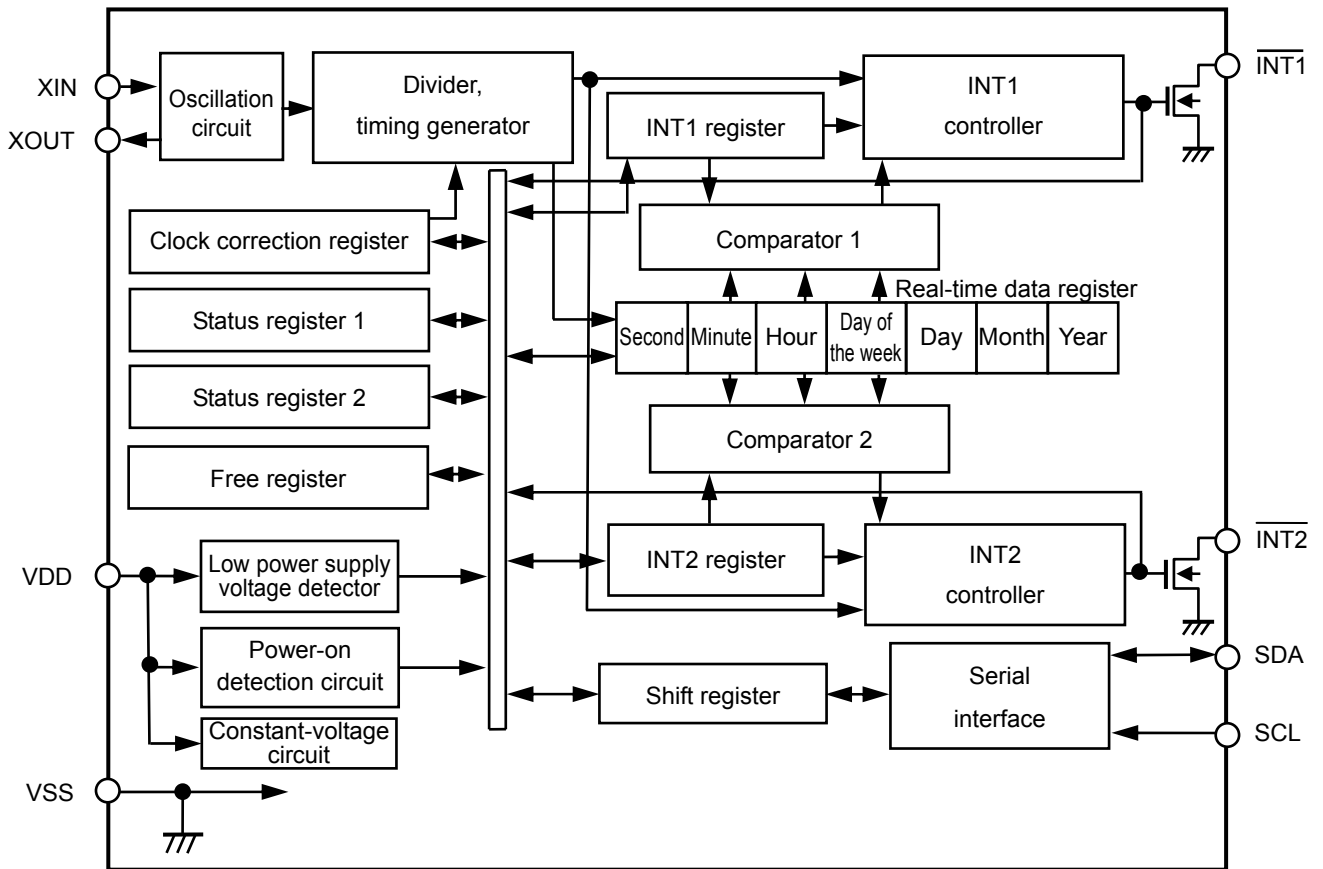 XIN
XOUT
Oscillation
circuit
Divider,
timing generator
INT1 register
INT1
controller
INT1
Clock correction register
Comparator 1
Real-time data register
Status register 1
Second
Minute
Hour
Day of
the week
Day
Month
Year
Status register 2
Comparator 2
Free register
VDD
Low power supply
voltage detector
INT2 register
INT2
controller
INT2
Power-on
detection circuit
Shift register
Serial
interface
SDA
SCL
Constant-voltage
circuit
VSS